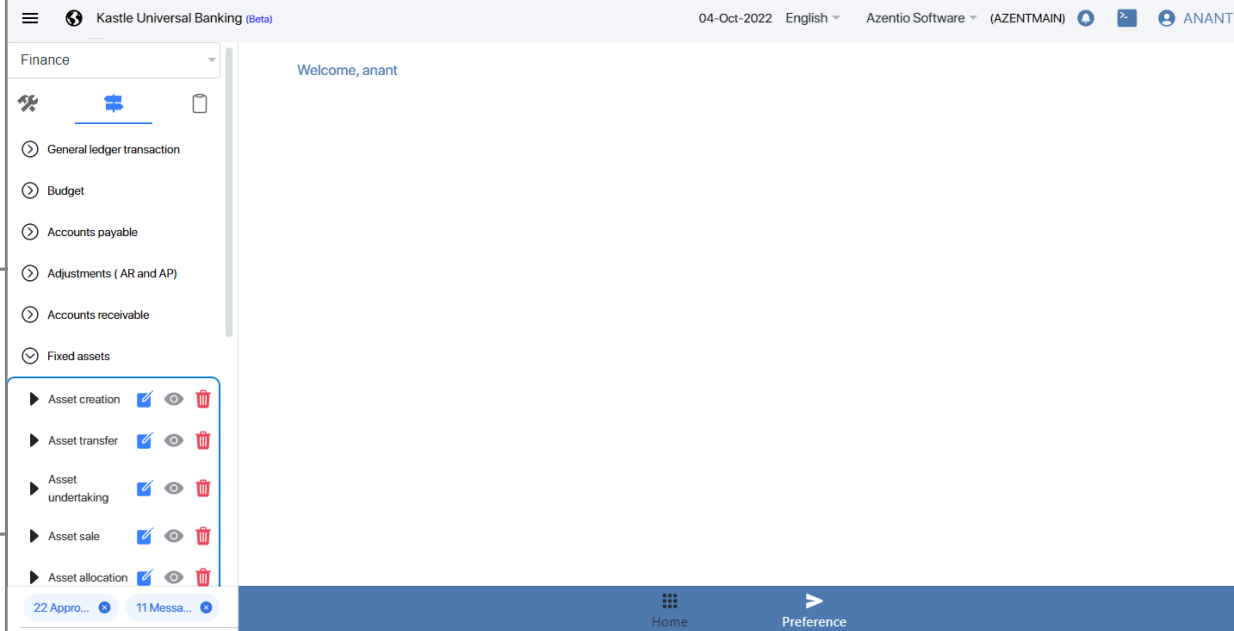 Kastle Universal Banking (Beta)
04-Oct-2022 English Azentio Software (AZENTMAIN) ANANT
Finance
Welcome, anant
General ledger transaction
Budget
Accounts payable
Adjustments ( AR and AP)
Accounts receivable
Fixed assets
Asset creation
Asset transfer
Asset
undertaking
Asset sale
Asset allocation
22 Appro...
11 Messa...
Home
Preference